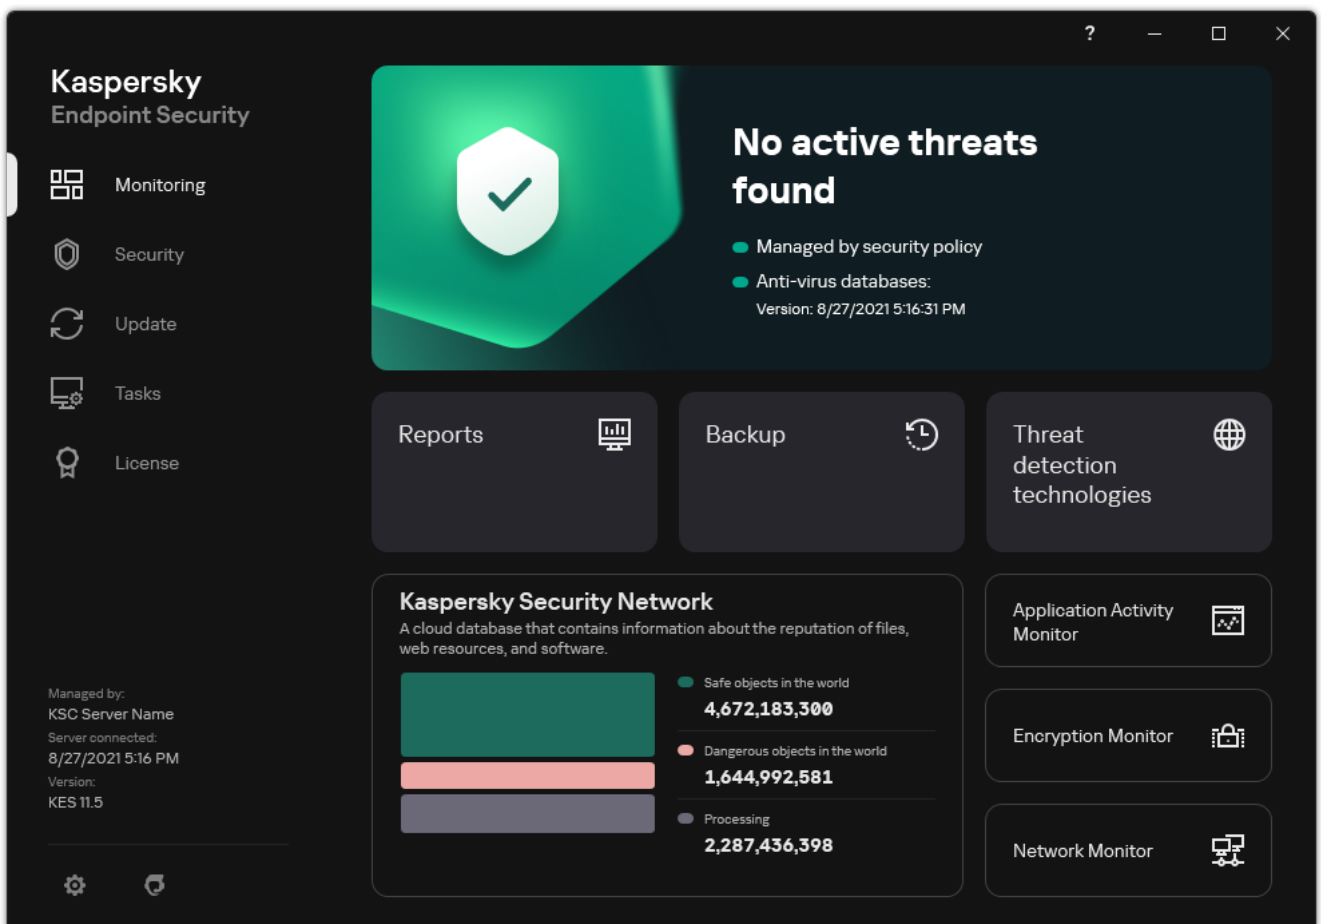 ?
Kaspersky
Endpoint Security
Monitoring
Security
Update
Tasks
License
Managed by:
KSC Server Name
Server connected:
8/27/2021 5:16 PM
Version:
KES 11.5
No active threats
found
Managed by security policy
Anti-virus databases:
Version: 8/27/2021 5:16:31 PM
Reports
Backup
Threat
detection
technologies
Kaspersky Security Network
A cloud database that contains information about the reputation of files,
web resources, and software.
Safe objects in the world
4,672,183,300
Dangerous objects in the world
1,644,992,581
Processing
2,287,436,398
Application Activity
Monitor
Encryption Monitor
Network Monitor